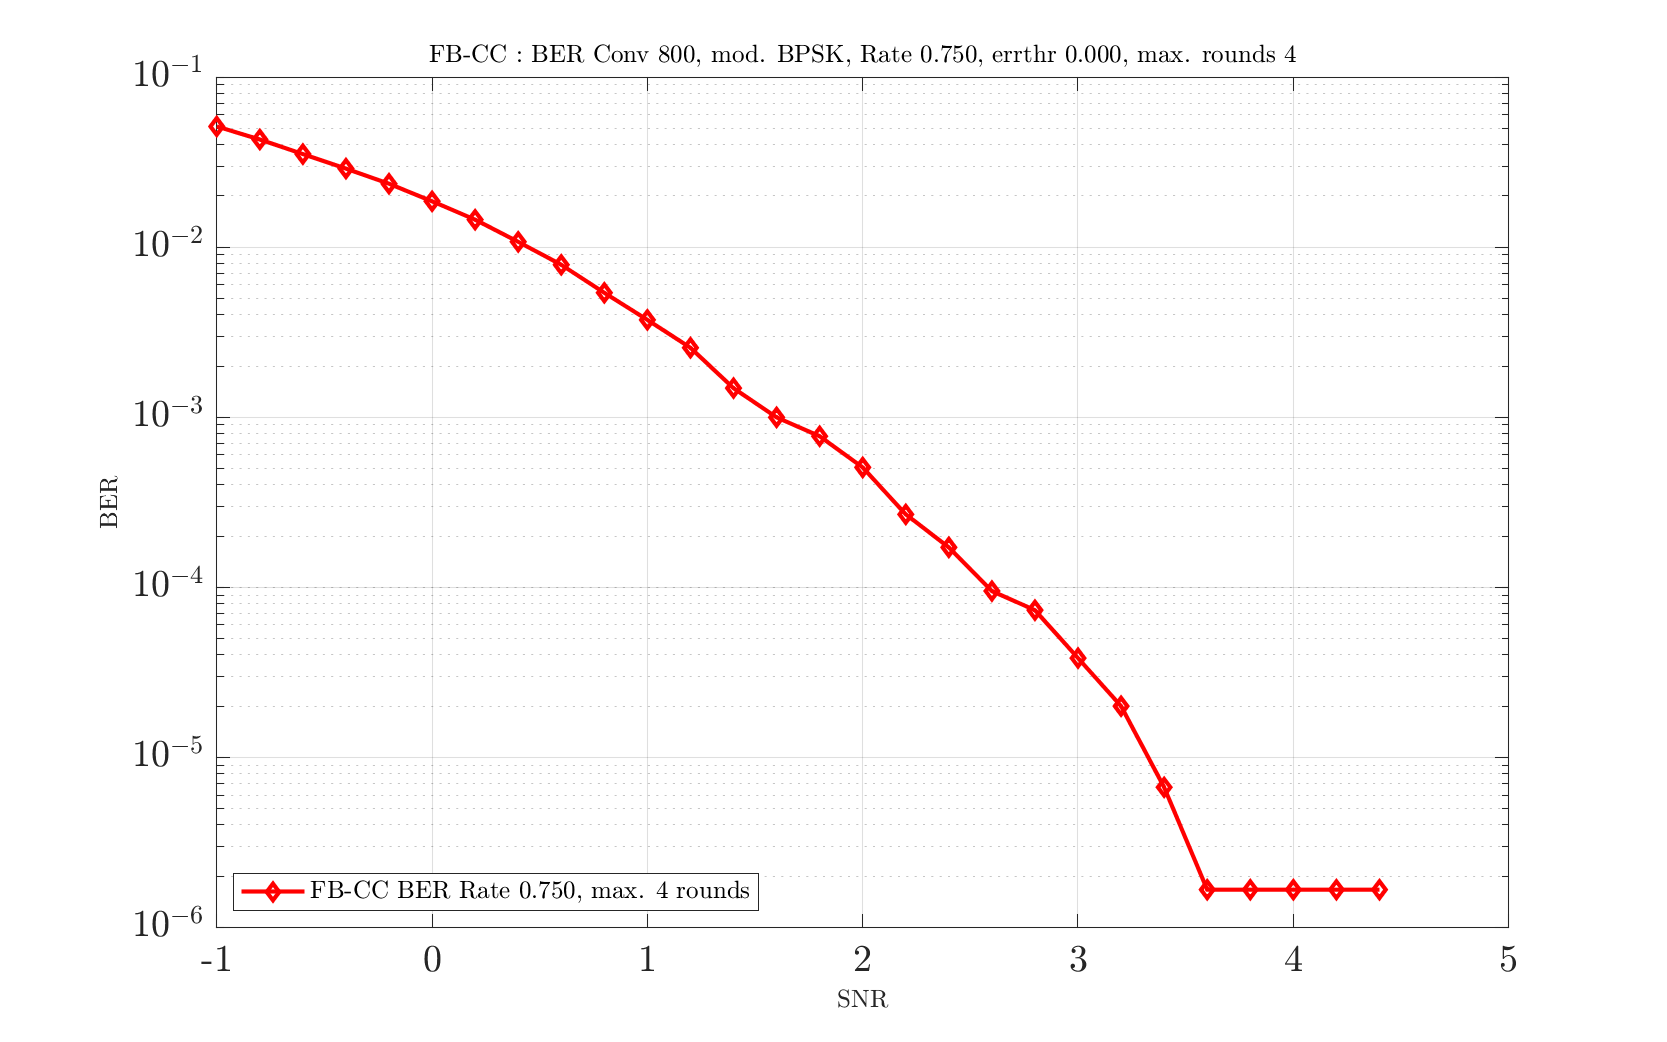 FB-CC : BER Conv 800, mod. BPSK, Rate 0.750, errthr 0.000, max. rounds 4
10^{-1}
10^{-2}
10^{-3}
10^{-4}
10^{-5}
10^{-6}
BER
FB-CC BER Rate 0.750, max. 4 rounds
-1 0 1 2 3 4 5
SNR